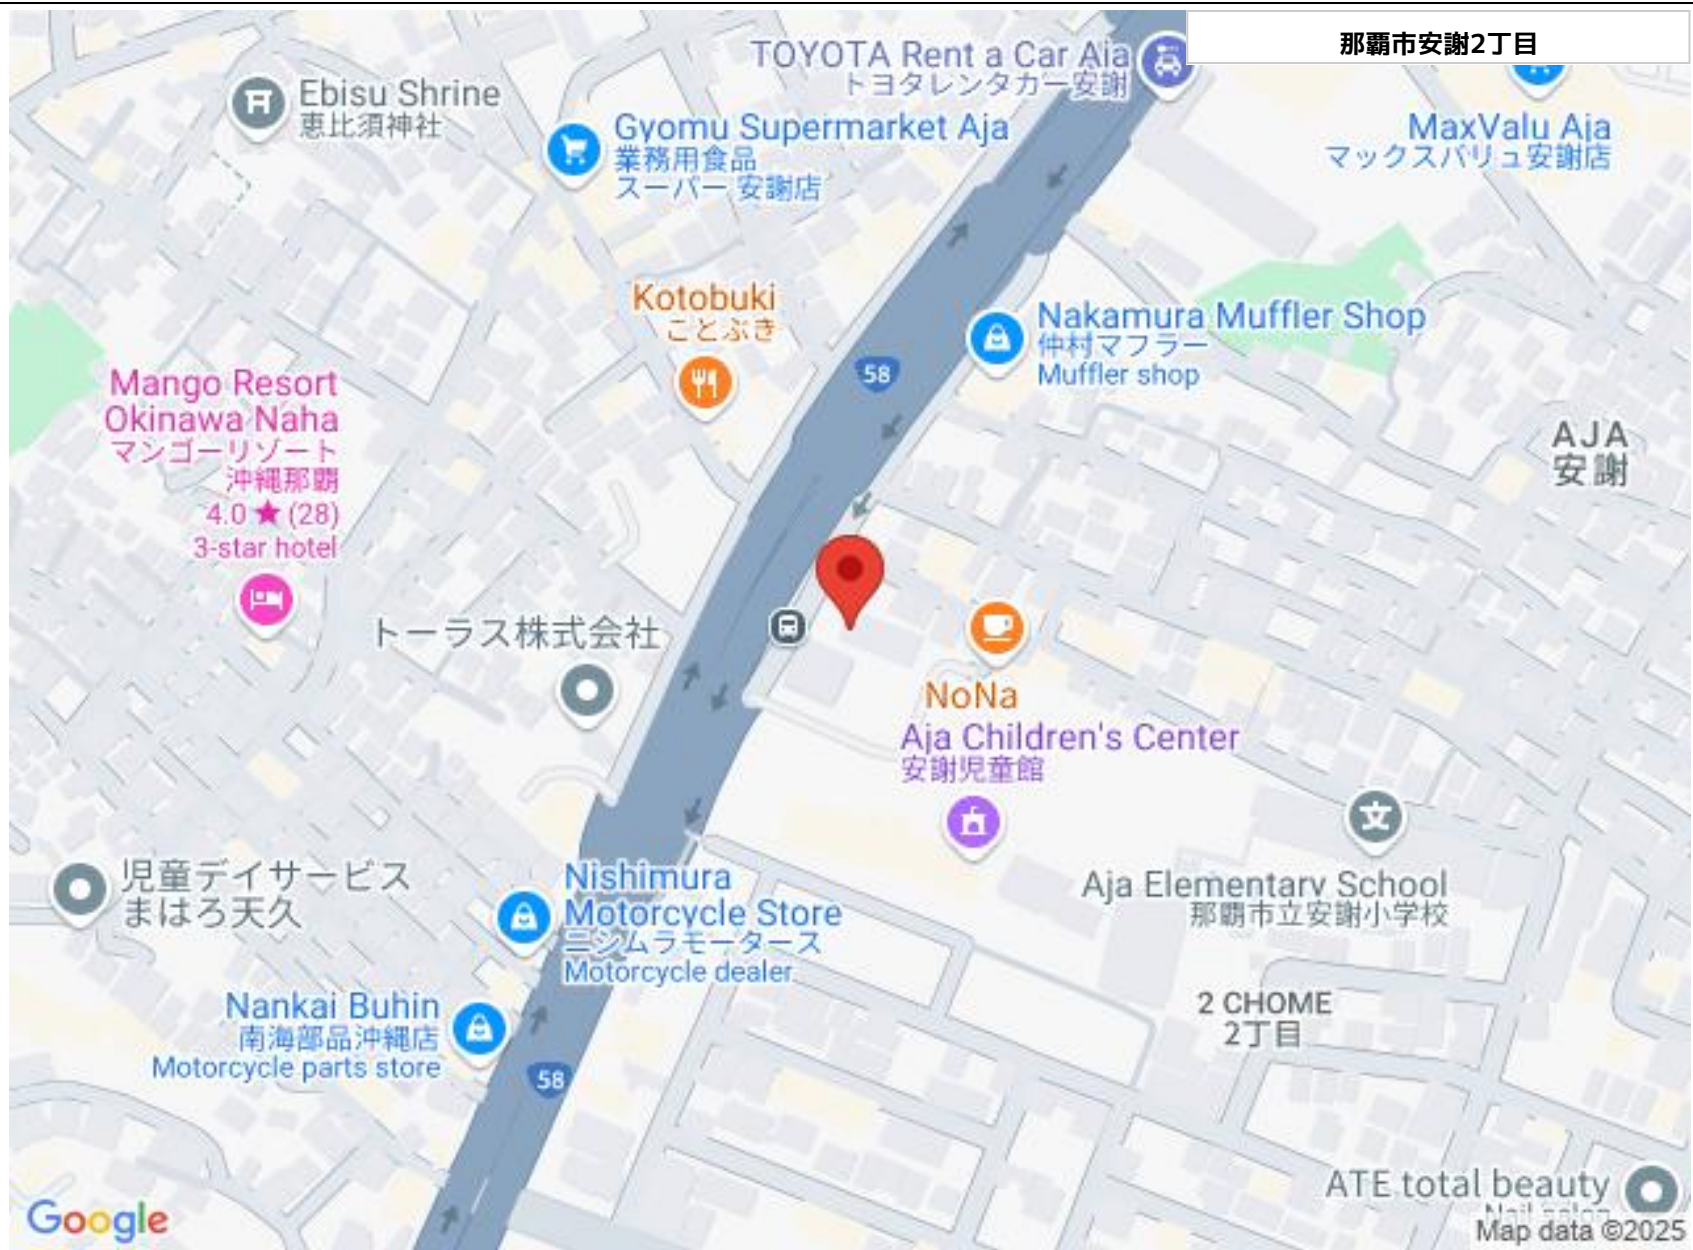 那覇市安謝2丁目
TOYOTA Rent a Car Aja
トヨタレンタカー安謝
Ebisu Shrine
恵比須神社
Gyomu Supermarket Aja
業務用食品
スーパー 安謝店
MaxValu Aja
マックスバリュ安謝店
Kotobuki
ことぶき
Nakamura Muffler Shop
仲村マフラー
Muffler shop
58
Mango Resort
Okinawa Naha
マンゴーリゾート
沖縄那覇
4.0 ★ (28)
3-star hotel
AJA
安謝
トーラス株式会社
NoNa
Aja Children's Center
安謝児童館
文
児童デイサービス
まはろ天久
Nishimura
Motorcycle Store
ニシムラモータース
Motorcycle dealer
Aja Elementary School
那覇市立安謝小学校
Nankai Buhin
南海部品沖縄店
Motorcycle parts store
2 CHOME
2丁目
58
ATE total beauty
Nail salon
Google
Map data ©2025